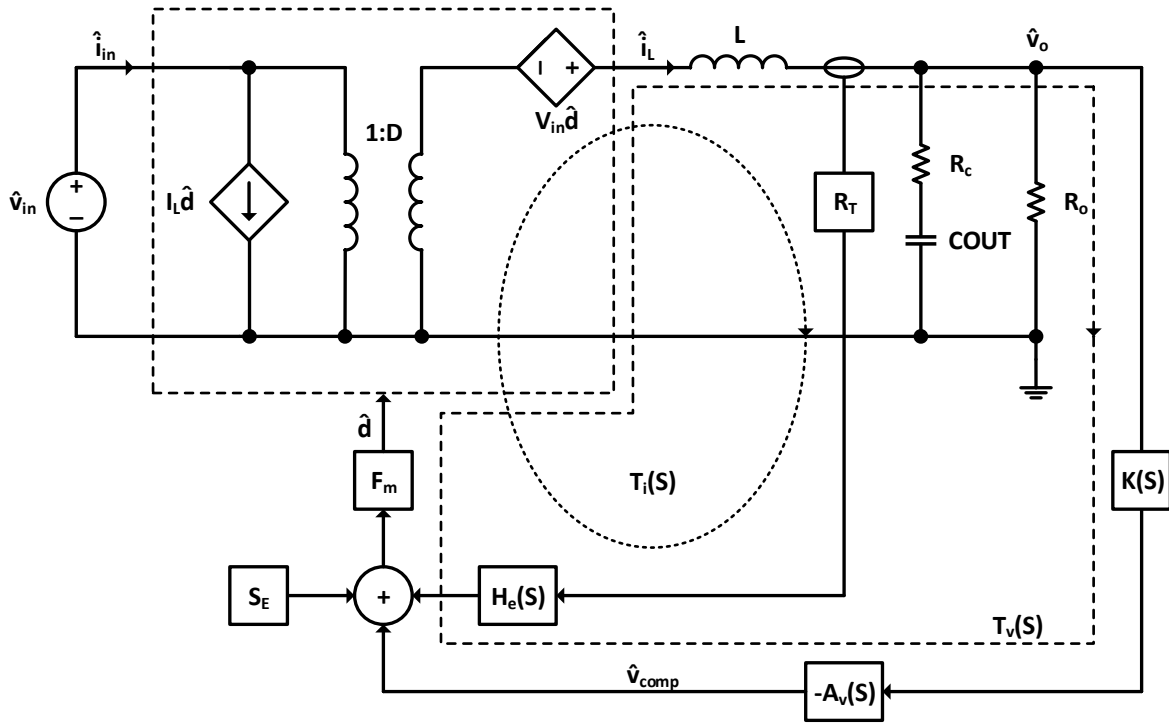 î_in
î_L
L
v̂_o
V_in d̂
1:D
v̂_in
+
−
I_L d̂
− +
R_T
R_c
COUT
R_o
d̂
F_m
T_i(S)
K(S)
S_E
+
H_e(S)
T_v(S)
v̂_comp
-A_v(S)